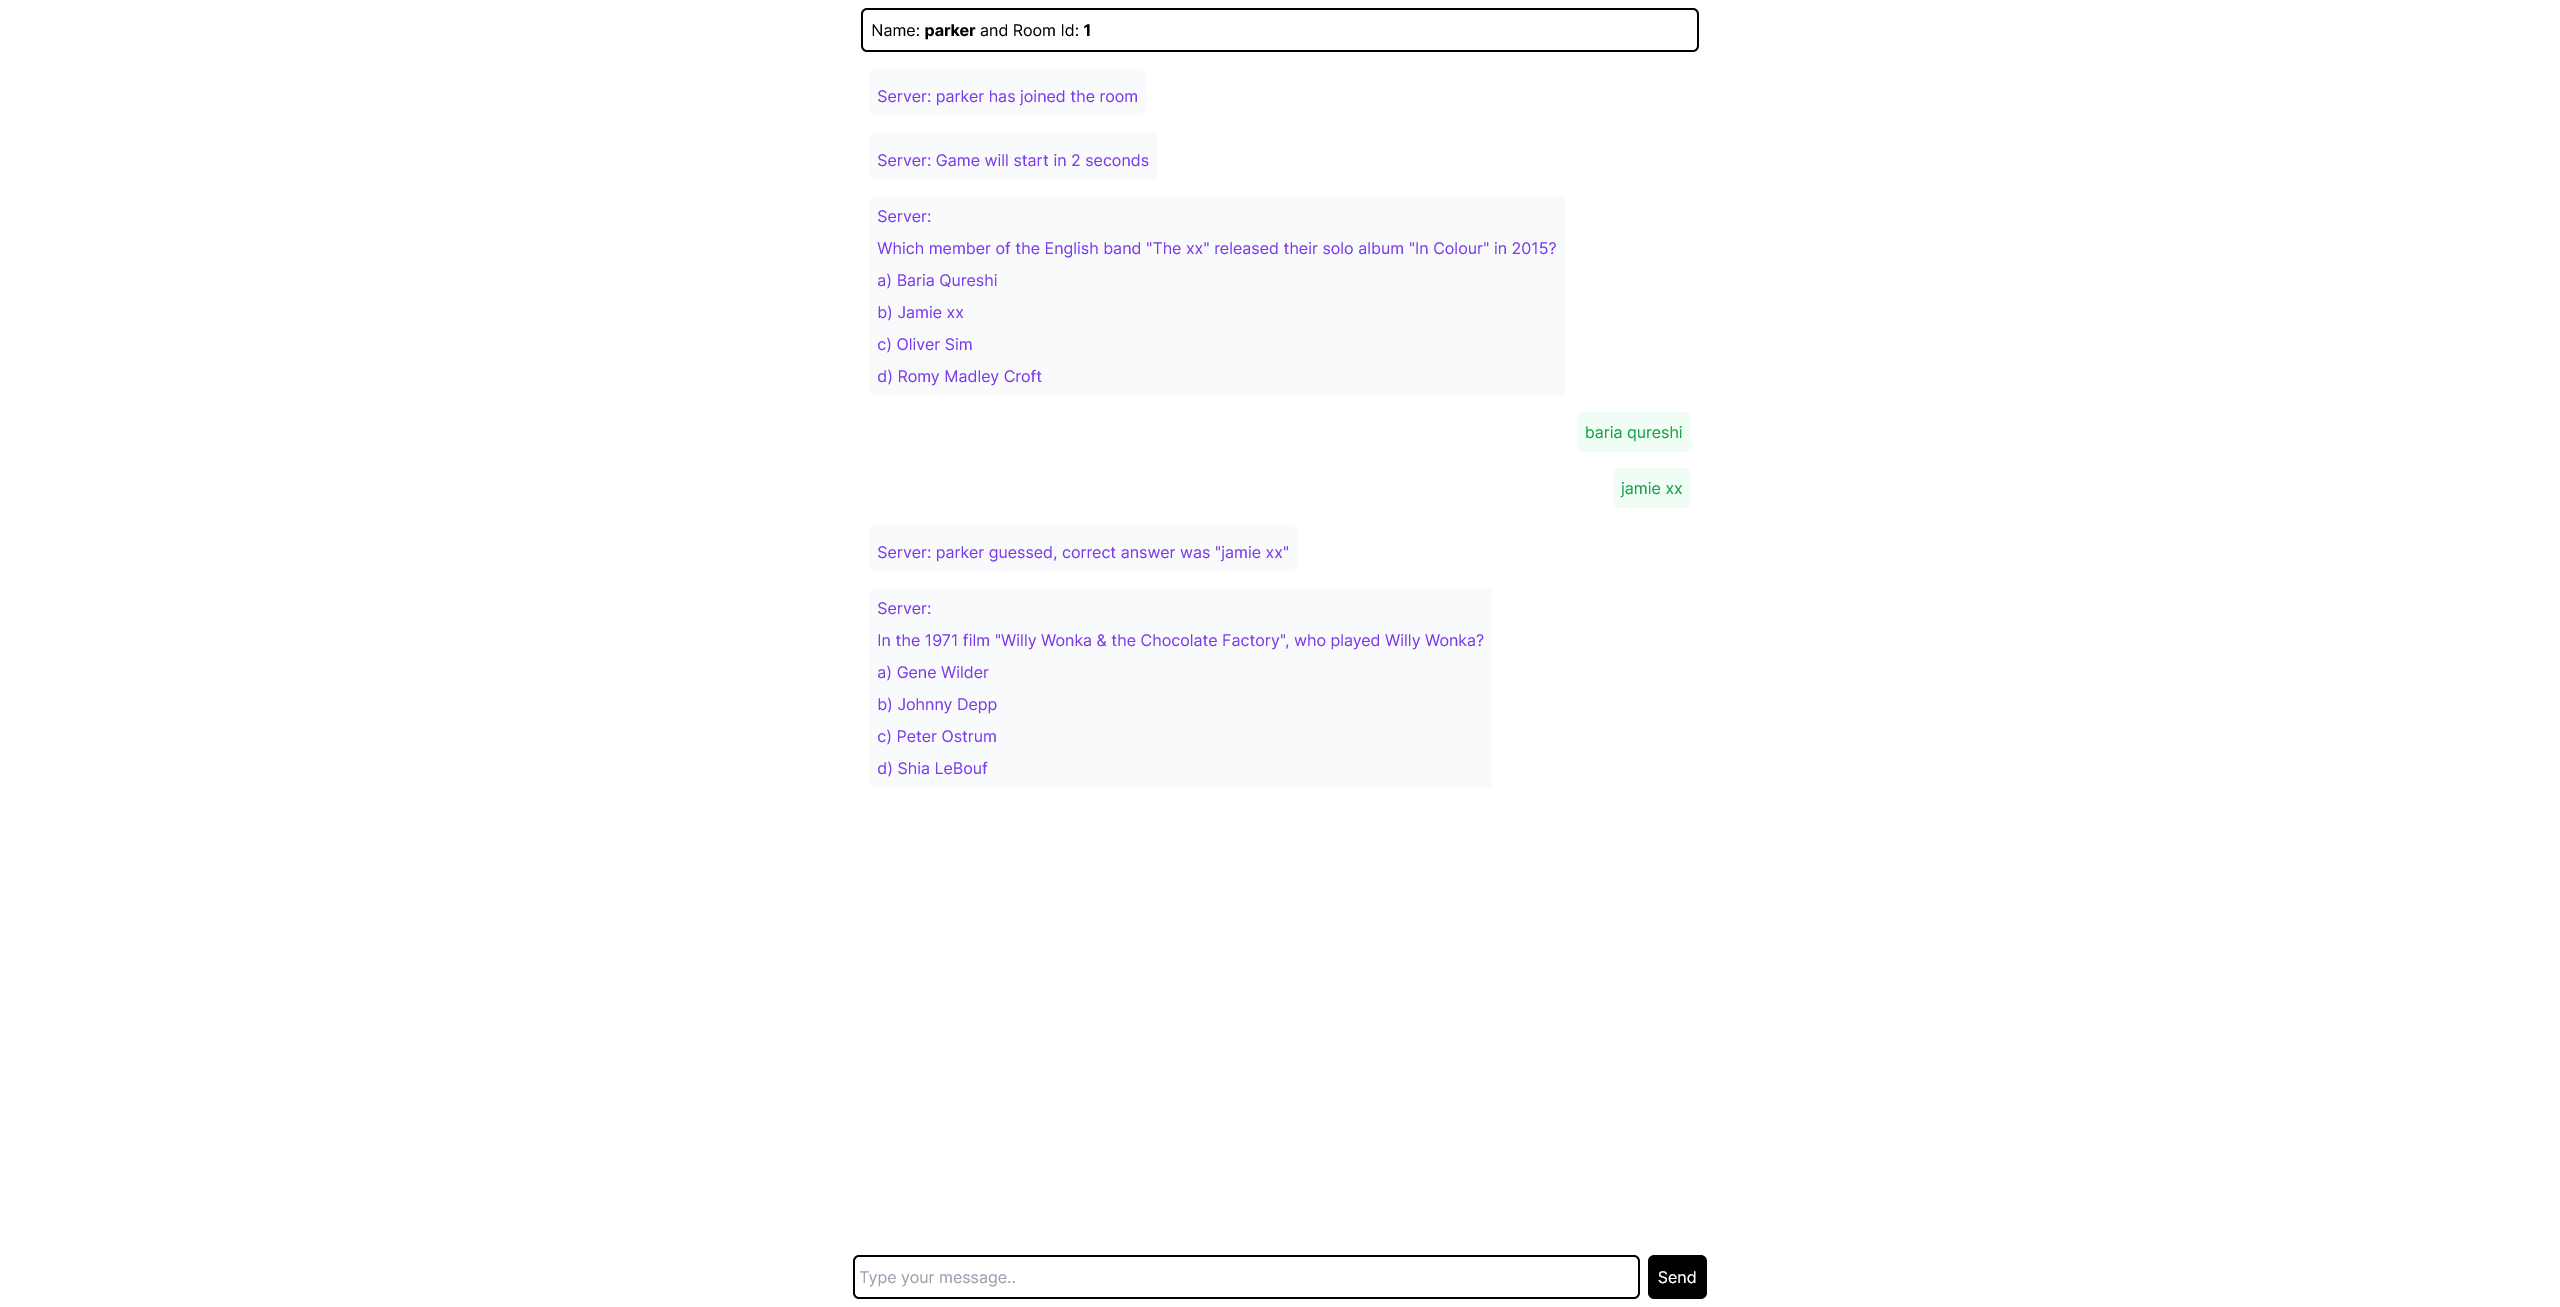 Name: parker and Room Id: 1
Server: parker has joined the room
Server: Game will start in 2 seconds
Server:
Which member of the English band "The xx" released their solo album "In Colour" in 2015?
a) Baria Qureshi
b) Jamie xx
c) Oliver Sim
d) Romy Madley Croft
baria qureshi
jamie xx
Server: parker guessed, correct answer was "jamie xx"
Server:
In the 1971 film "Willy Wonka & the Chocolate Factory", who played Willy Wonka?
a) Gene Wilder
b) Johnny Depp
c) Peter Ostrum
d) Shia LeBouf
Type your message..
Send